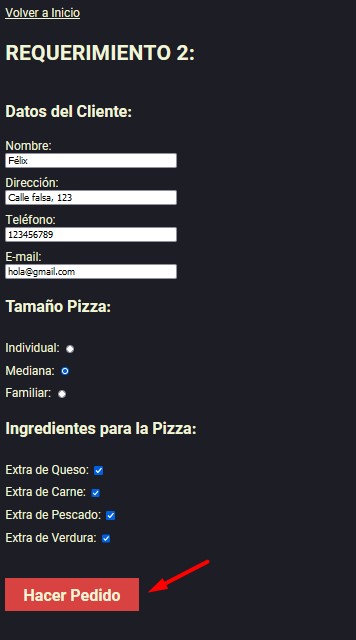 Volver a Inicio
REQUERIMIENTO 2:
Datos del Cliente:
Nombre:
Félix
Dirección:
Calle falsa, 123
Teléfono:
123456789
E-mail:
hola@gmail.com
Tamaño Pizza:
Individual:
Mediana:
Familiar:
Ingredientes para la Pizza:
Extra de Queso:
Extra de Carne:
Extra de Pescado:
Extra de Verdura:
Hacer Pedido